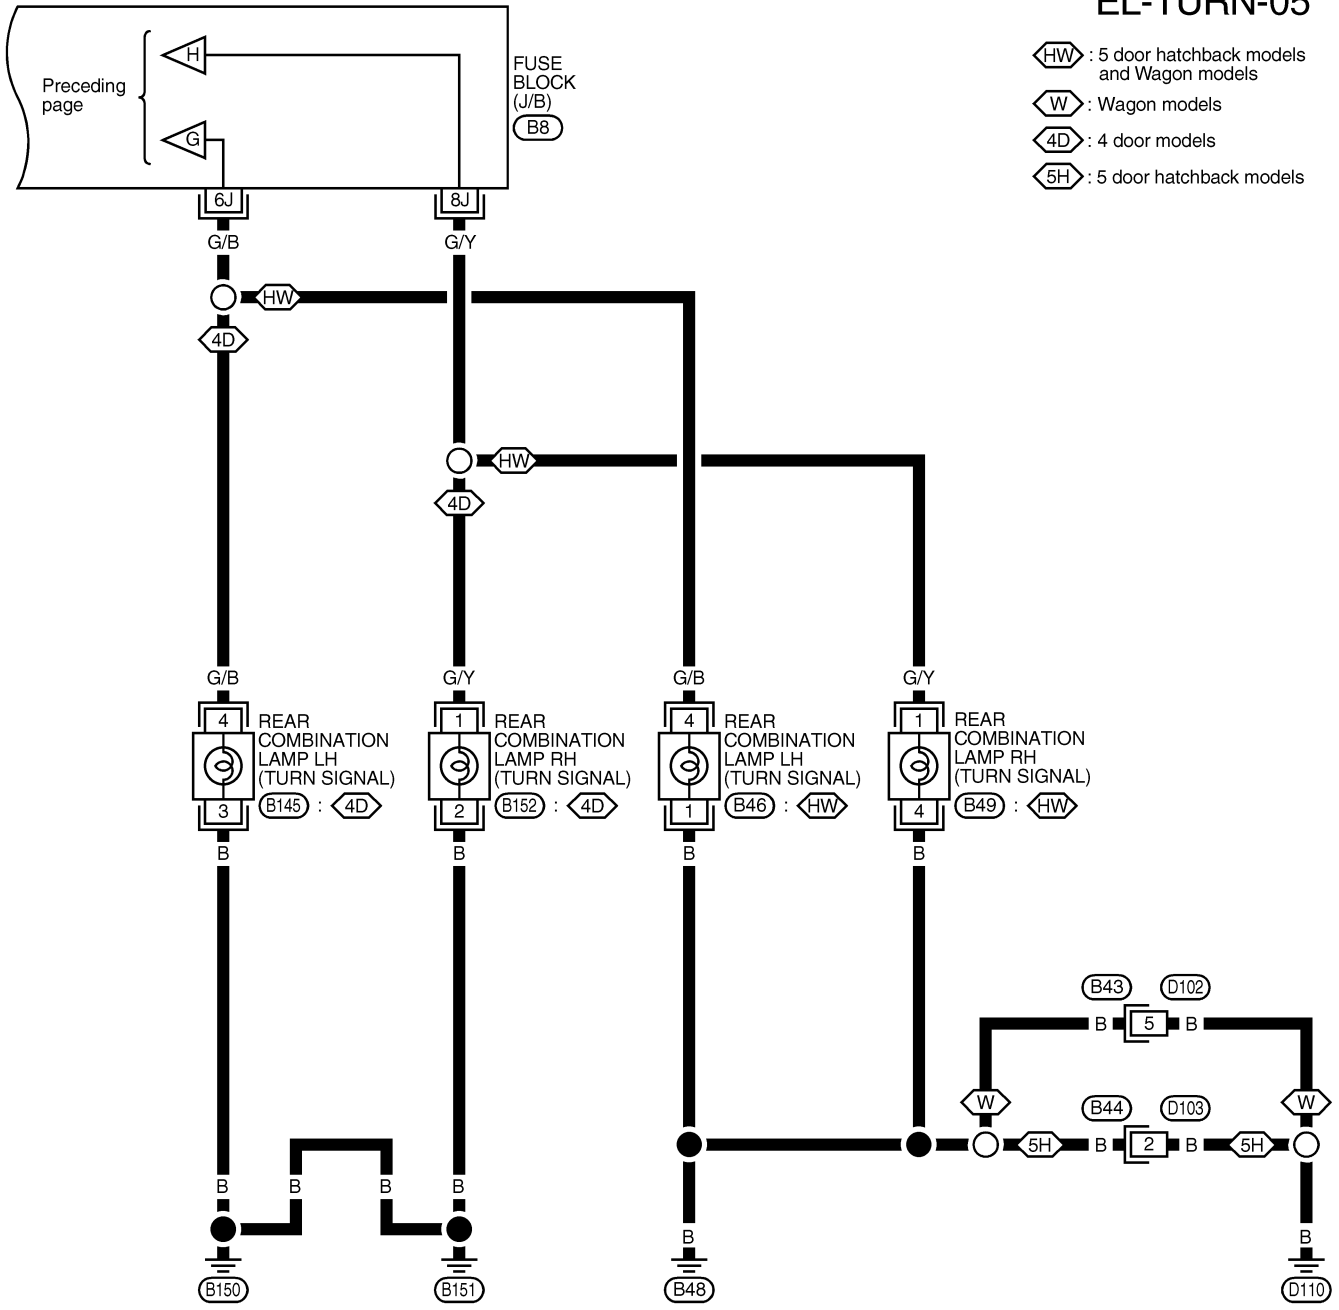 EL-TURN-05
HW : 5 door hatchback models
and Wagon models
W : Wagon models
4D : 4 door models
5H : 5 door hatchback models
Preceding
page
H
G
FUSE
BLOCK
(J/B)
B8
6J
8J
G/B
G/Y
HW
4D
HW
4D
G/B
G/Y
G/B
G/Y
4
REAR
COMBINATION
LAMP LH
(TURN SIGNAL)
B145 : 4D
3
1
REAR
COMBINATION
LAMP RH
(TURN SIGNAL)
B152 : 4D
2
4
REAR
COMBINATION
LAMP LH
(TURN SIGNAL)
B46 : HW
1
1
REAR
COMBINATION
LAMP RH
(TURN SIGNAL)
B49 : HW
4
B
B
B
B
B43 D102
B 5 B
W
W
B44 D103
5H B 2 B 5H
B
B
B
B
B
B
B150
B151
B48
D110